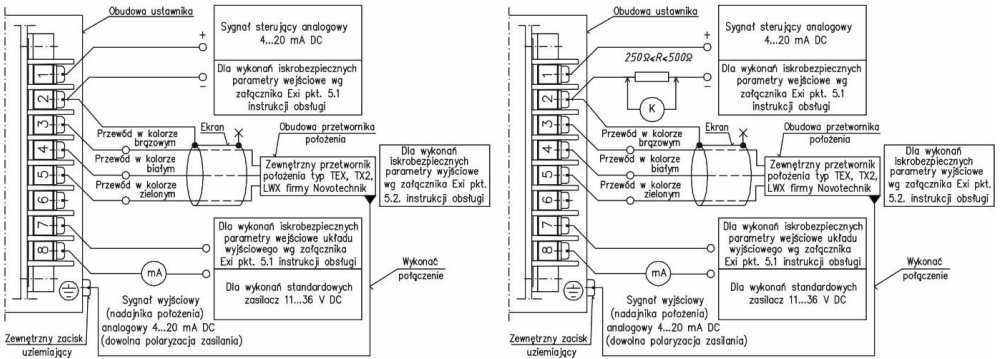 Obudowa ustawnika
1
2
3
4
5
6
7
8
+
−
Sygnał sterujący analogowy
4...20 mA DC
Dla wykonań iskrobezpiecznych
parametry wejściowe wg
załącznika Exi pkt. 5.1
instrukcji obsługi
Przewód w kolorze
brązowym
Przewód w kolorze
białym
Przewód w kolorze
zielonym
Ekran
Obudowa przetwornika
położenia
Zewnętrzny przetwornik
położenia typ TEX, TX2,
LWX firmy Novotechnik
Dla wykonań
iskrobezpiecznych
parametry wyjściowe
wg załącznika Exi pkt.
5.2. instrukcji obsługi
Dla wykonań iskrobezpiecznych
parametry wejściowe układu
wyjściowego wg załącznika
Exi pkt. 5.1 instrukcji obsługi
Dla wykonań standardowych
zasilacz 11...36 V DC
mA
Wykonać
połączenie
Sygnał wyjściowy
(nadajnika położenia)
analogowy 4...20 mA DC
(dowolna polaryzacja zasilania)
Zewnętrzny zacisk
uziemiający
Obudowa ustawnika
1
2
3
4
5
6
7
8
+
−
250Ω≤R≤500Ω
K
Sygnał sterujący analogowy
4...20 mA DC
Dla wykonań iskrobezpiecznych
parametry wejściowe wg
załącznika Exi pkt. 5.1
instrukcji obsługi
Przewód w kolorze
brązowym
Przewód w kolorze
białym
Przewód w kolorze
zielonym
Ekran
Obudowa przetwornika
położenia
Zewnętrzny przetwornik
położenia typ TEX, TX2,
LWX firmy Novotechnik
Dla wykonań
iskrobezpiecznych
parametry wyjściowe
wg załącznika Exi pkt.
5.2. instrukcji obsługi
Dla wykonań iskrobezpiecznych
parametry wejściowe układu
wyjściowego wg załącznika
Exi pkt. 5.1 instrukcji obsługi
Dla wykonań standardowych
zasilacz 11...36 V DC
mA
Wykonać
połączenie
Sygnał wyjściowy
(nadajnika położenia)
analogowy 4...20 mA DC
(dowolna polaryzacja zasilania)
Zewnętrzny zacisk
uziemiający